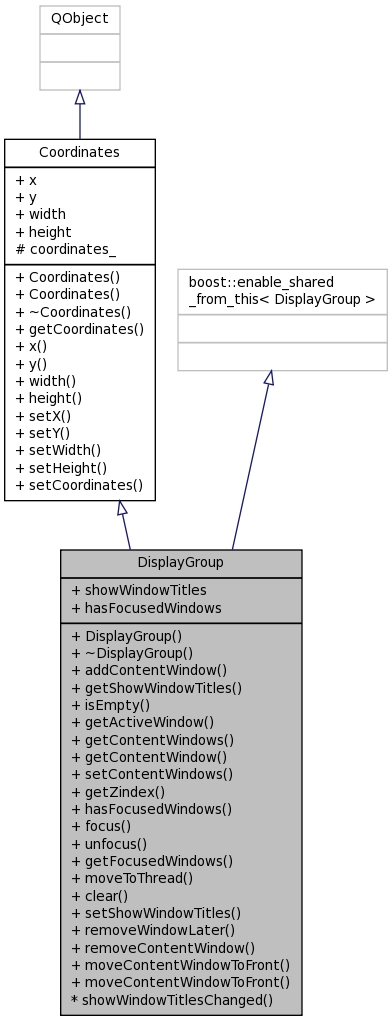 QObject
Coordinates
+ x
+ y
+ width
+ height
# coordinates_
+ Coordinates()
+ Coordinates()
+ ~Coordinates()
+ getCoordinates()
+ x()
+ y()
+ width()
+ height()
+ setX()
+ setY()
+ setWidth()
+ setHeight()
+ setCoordinates()
boost::enable_shared
_from_this< DisplayGroup >
DisplayGroup
+ showWindowTitles
+ hasFocusedWindows
+ DisplayGroup()
+ ~DisplayGroup()
+ addContentWindow()
+ getShowWindowTitles()
+ isEmpty()
+ getActiveWindow()
+ getContentWindows()
+ getContentWindow()
+ setContentWindows()
+ getZindex()
+ hasFocusedWindows()
+ focus()
+ unfocus()
+ getFocusedWindows()
+ moveToThread()
+ clear()
+ setShowWindowTitles()
+ removeWindowLater()
+ removeContentWindow()
+ moveContentWindowToFront()
+ moveContentWindowToFront()
* showWindowTitlesChanged()